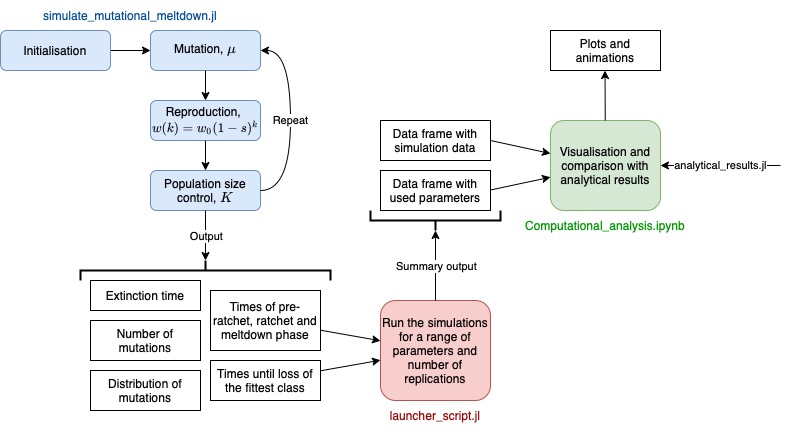 simulate_mutational_meltdown.jl
Initialisation
Mutation, μ
Reproduction,
w(k) = w₀(1 − s)ᵏ
Repeat
Population size
control, K
Output
Extinction time
Number of
mutations
Distribution of
mutations
Times of pre-
ratchet, ratchet and
meltdown phase
Times until loss of
the fittest class
Run the simulations
for a range of
parameters and
number of
replications
launcher_script.jl
Summary output
Data frame with
simulation data
Data frame with
used parameters
Plots and
animations
Visualisation and
comparison with
analytical results
analytical_results.jl
Computational_analysis.ipynb